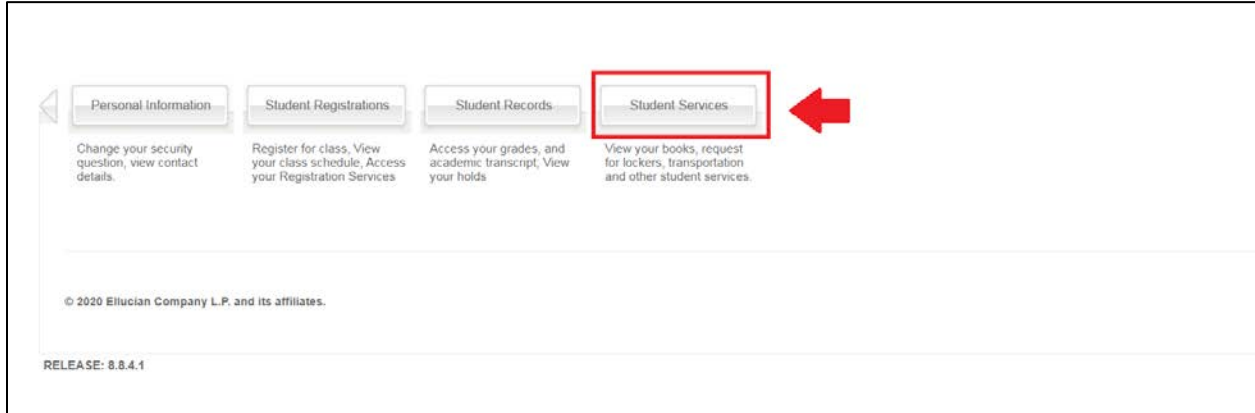 Personal Information
Student Registrations
Student Records
Student Services
Change your security
question, view contact
details.
Register for class, View
your class schedule, Access
your Registration Services
Access your grades, and
academic transcript, View
your holds
View your books, request
for lockers, transportation
and other student services.
© 2020 Ellucian Company L.P. and its affiliates.
RELEASE: 8.8.4.1